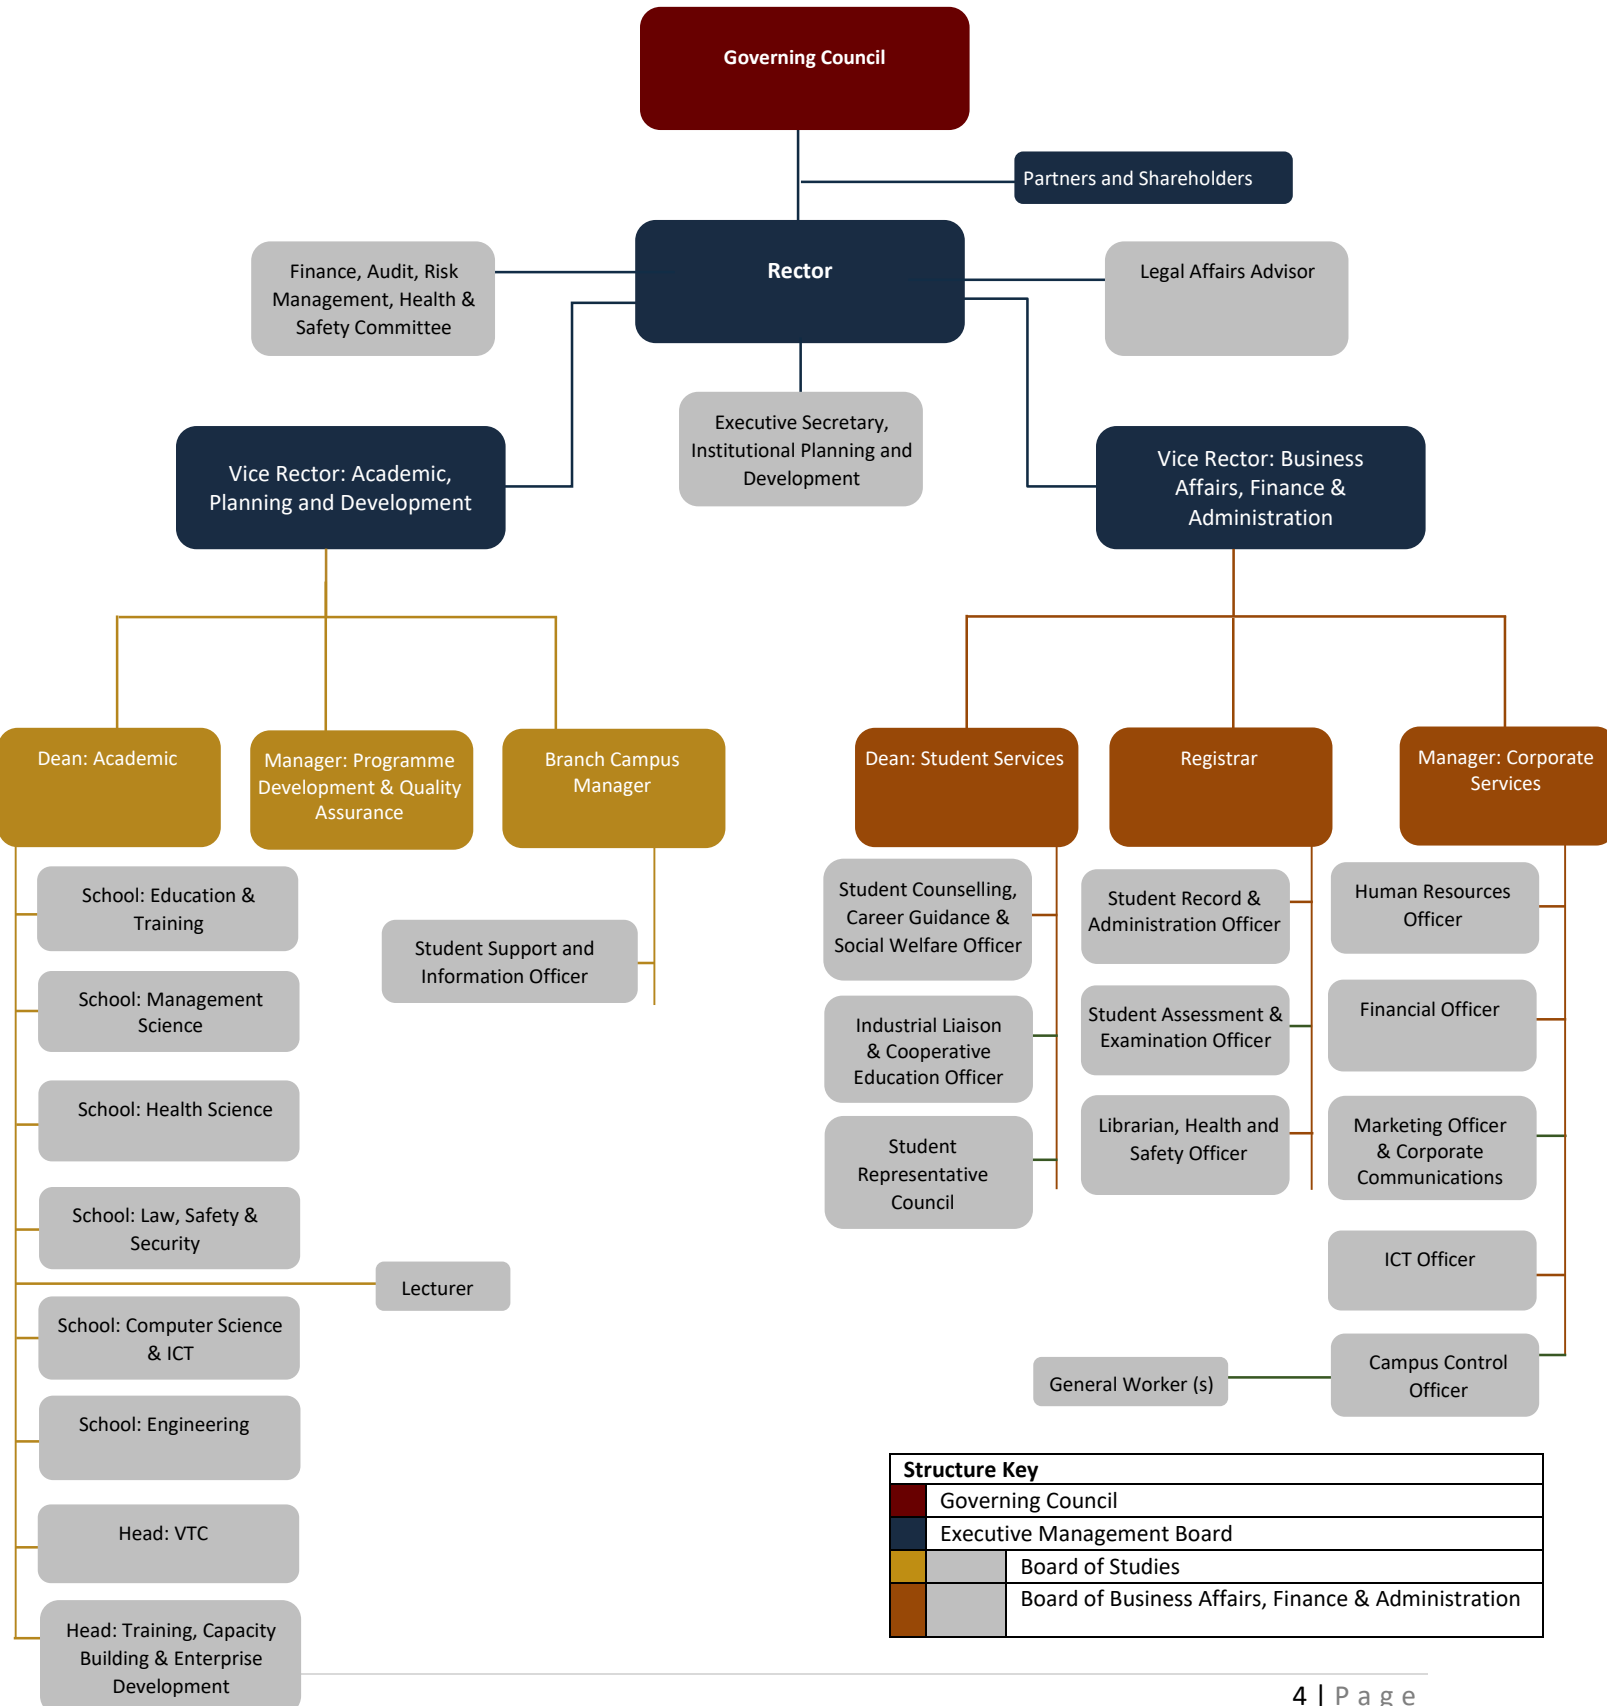 Governing Council
Partners and Shareholders
Finance, Audit, Risk
Management, Health &
Safety Committee
Rector
Legal Affairs Advisor
Executive Secretary,
Institutional Planning and
Development
Vice Rector: Academic,
Planning and Development
Vice Rector: Business
Affairs, Finance &
Administration
Dean: Academic
Manager: Programme
Development & Quality
Assurance
Branch Campus
Manager
Dean: Student Services
Registrar
Manager: Corporate
Services
School: Education &
Training
School: Management
Science
School: Health Science
School: Law, Safety &
Security
Lecturer
School: Computer Science
& ICT
School: Engineering
Head: VTC
Head: Training, Capacity
Building & Enterprise
Development
Student Support and
Information Officer
Student Counselling,
Career Guidance &
Social Welfare Officer
Industrial Liaison
& Cooperative
Education Officer
Student
Representative
Council
Student Record &
Administration Officer
Student Assessment &
Examination Officer
Librarian, Health and
Safety Officer
Human Resources
Officer
Financial Officer
Marketing Officer
& Corporate
Communications
ICT Officer
Campus Control
Officer
General Worker (s)
Structure Key
Governing Council
Executive Management Board
Board of Studies
Board of Business Affairs, Finance & Administration
4 | Page